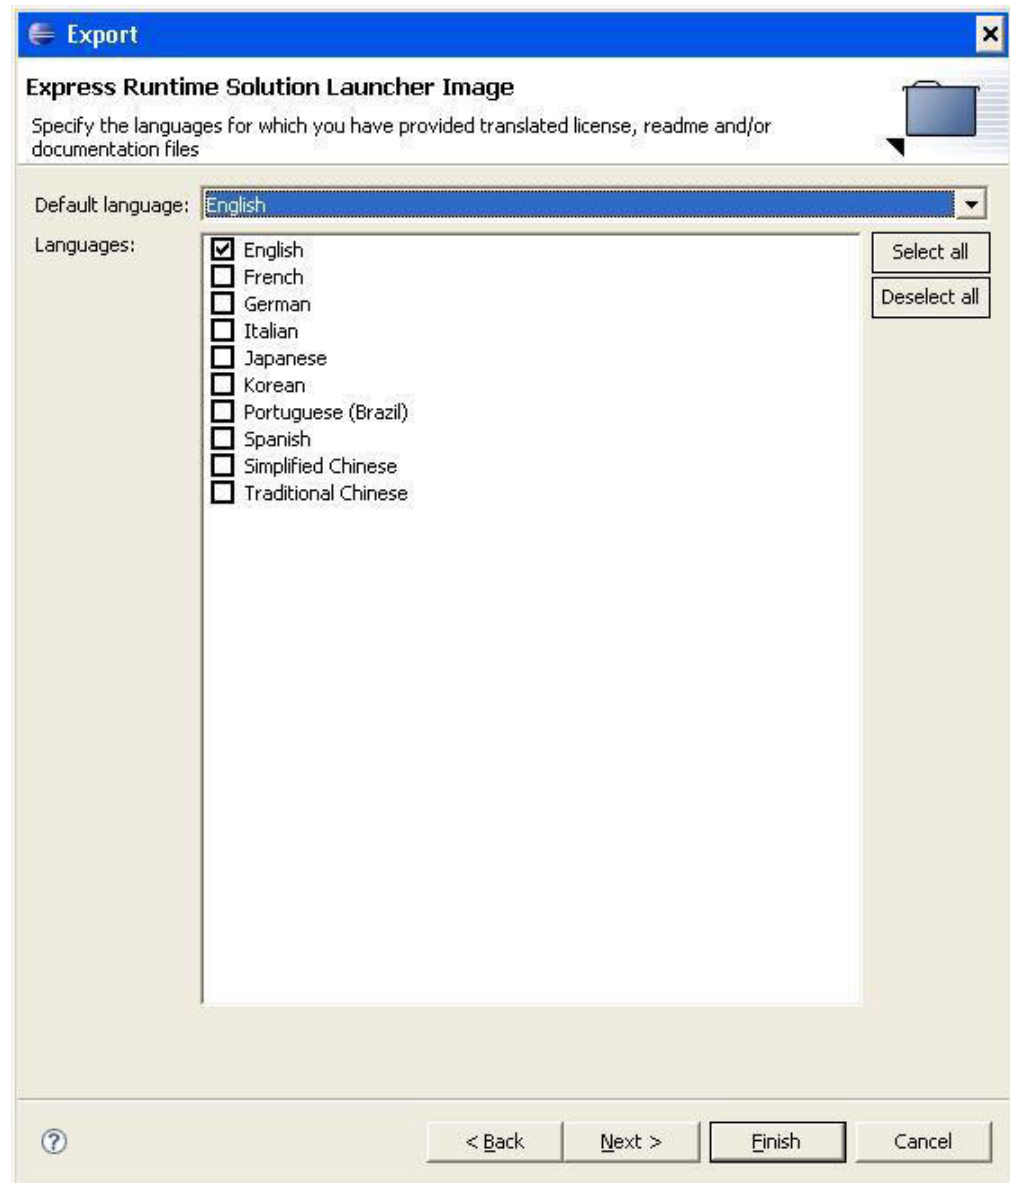 Export
Express Runtime Solution Launcher Image
Specify the languages for which you have provided translated license, readme and/or
documentation files
Default language: English
Languages:
English
French
German
Italian
Japanese
Korean
Portuguese (Brazil)
Spanish
Simplified Chinese
Traditional Chinese
Select all
Deselect all
?
< Back
Next >
Finish
Cancel